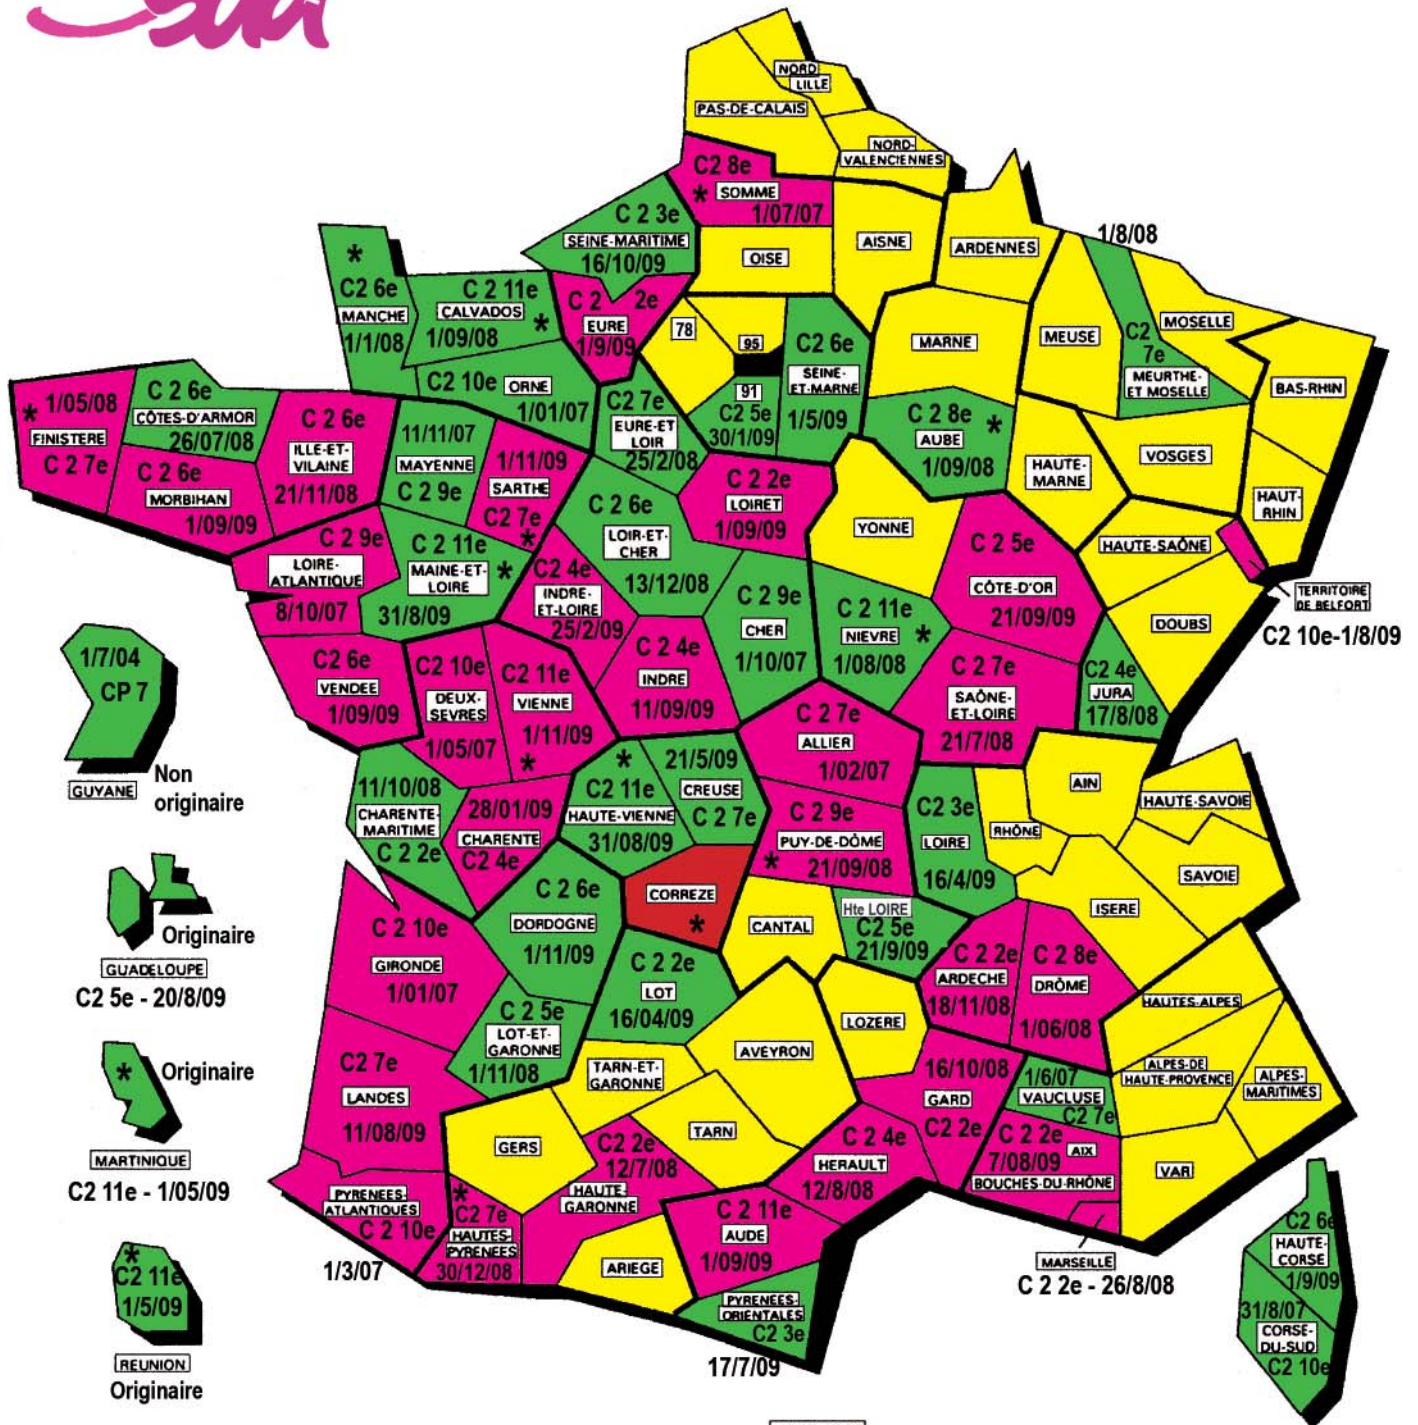 Sud
NORD
LILLE
PAS-DE-CALAIS
NORD-
VALENCIENNES
C2 8e
* SOMME
1/07/07
C 2 3e
SEINE-MARITIME
16/10/09
OISE
AISNE
ARDENNES
1/8/08
*
C2 6e
MANCHE
1/1/08
C 2 11e
CALVADOS
1/09/08 *
C 2 2e
EURE
1/9/09
78
95
C2 6e
SEINE-
ET-MARNE
1/5/09
MARNE
MEUSE
C2
7e
MEURTHE-
ET MOSELLE
MOSELLE
BAS-RHIN
C2 10e ORNE
1/01/07
91
C2 5e
30/1/09
C 2 8e
AUBE *
1/09/08
VOSGES
HAUT-
RHIN
* 1/05/08
FINISTERE
C 2 7e
C 2 6e
CÔTES-D'ARMOR
26/07/08
C 2 6e
ILLE-ET-
VILAINE
21/11/08
C 2 6e
MORBIHAN
1/09/09
11/11/07
MAYENNE
C2 9e
1/11/09
SARTHE
C2 7e
*
C2 7e
EURE-ET
LOIR
25/2/08
C 2 2e
LOIRET
1/09/09
HAUTE-
MARNE
YONNE
C 2 6e
LOIR-ET-
CHER
13/12/08
C 2 5e
CÔTE-D'OR
21/09/09
HAUTE-SAÔNE
TERRITOIRE
DE BELFORT
C2 10e-1/8/09
DOUBS
C 2 9e
LOIRE-
ATLANTIQUE
8/10/07
C 2 11e
MAINE-ET-
LOIRE *
31/8/09
C2 4e
INDRE-
ET-LOIRE
25/2/09
C 2 9e
CHER
1/10/07
C 2 11e
NIEVRE *
1/08/08
1/7/04
CP 7
GUYANE
Non
originaire
C2 6e
VENDEE
1/09/09
C2 10e
DEUX-
SEVRES
1/05/07
C2 11e
VIENNE
1/11/09
*
C 2 4e
INDRE
11/09/09
C 2 7e
SAÔNE-
ET-LOIRE
21/7/08
C2 4e
JURA
17/8/08
C 2 7e
ALLIER
1/02/07
AIN
HAUTE-SAVOIE
11/10/08
CHARENTE-
MARITIME
C 2 2e
28/01/09
CHARENTE
C2 4e
*
C2 11e
HAUTE-VIENNE
31/08/09
21/5/09
CREUSE
C 2 7e
C 2 9e
PUY-DE-DÔME
* 21/09/08
C2 3e
LOIRE
16/4/09
RHÔNE
SAVOIE
ISERE
Originaire
GUADELOUPE
C2 5e - 20/8/09
C 2 10e
GIRONDE
1/01/07
C 2 6e
DORDOGNE
1/11/09
CORREZE
*
CANTAL
Hte LOIRE
C2 5e
21/9/09
C 2 2e
ARDECHE
18/11/08
C 2 8e
DRÔME
1/06/08
HAUTES-ALPES
C 2 2e
LOT
16/04/09
C 2 5e
LOT-ET-
GARONNE
1/11/08
LOZERE
AVEYRON
TARN-ET-
GARONNE
* Originaire
MARTINIQUE
C2 11e - 1/05/09
C2 7e
LANDES
11/08/09
16/10/08
GARD
C2 2e
1/6/07
VAUCLUSE
C2 7e
ALPES-DE
HAUTE-PROVENCE
ALPES-
MARITIMES
GERS
TARN
C2 2e
12/7/08
HAUTE-
GARONNE
C 2 4e
HERAULT
12/8/08
C 2 2e AIX
7/08/09
BOUCHES-DU-RHÔNE
VAR
PYRENEES-
ATLANTIQUES
C 2 10e
1/3/07
*
C2 7e
HAUTES-
PYRENEES
30/12/08
ARIEGE
C 2 11e
AUDE
1/09/09
MARSEILLE
C 2 2e - 26/8/08
C2 6e
HAUTE-
CORSE
1/9/09
*
C2 11e
1/5/09
REUNION
Originaire
PYRENEES-
ORIENTALES
C2 3e
17/7/09
31/8/07
CORSE-
DU-SUD
C2 10e